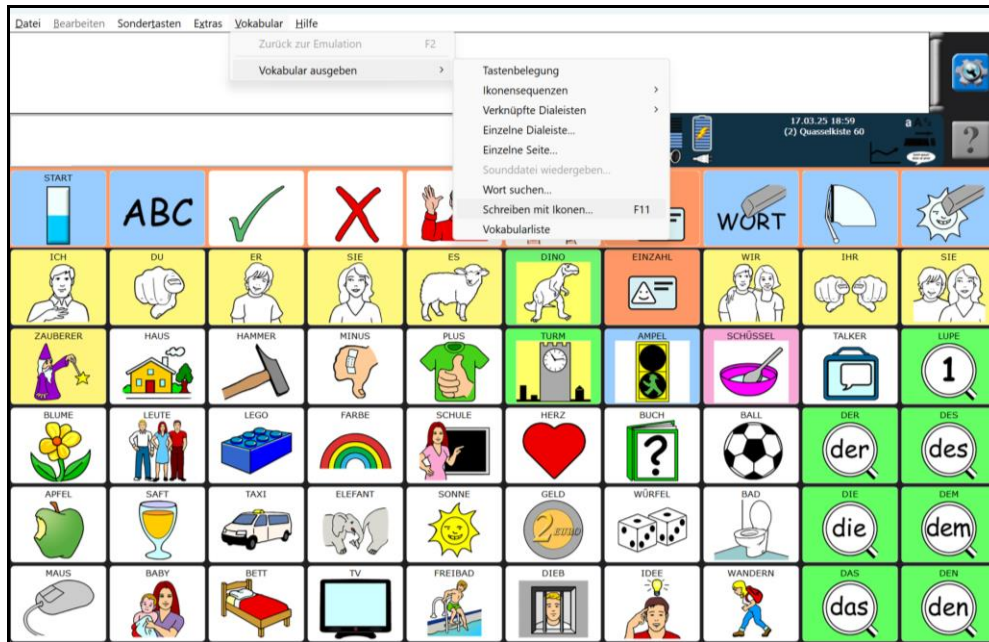 Datei Bearbeiten Sondertasten Extras Vokabular Hilfe
Zurück zur Emulation F2
Vokabular ausgeben >
Tastenbelegung
Ikonensequenzen >
Verknüpfte Dialeisten >
Einzelne Dialeiste...
Einzelne Seite...
Sounddatei wiedergeben...
Wort suchen...
Schreiben mit Ikonen... F11
Vokabularliste
17.03.25 18:59
(2) Quasselkiste 60
a
?
START
ABC WORT
ICH DU ER SIE ES DINO EINZAHL WIR IHR SIE
ZAUBERER HAUS HAMMER MINUS PLUS TURM AMPEL SCHÜSSEL TALKER LUPE
1
BLUME LEUTE LEGO FARBE SCHULE HERZ BUCH BALL DER DES
? der des
APFEL SAFT TAXI ELEFANT SONNE GELD WÜRFEL BAD DIE DEM
2 EURO die dem
MAUS BABY BETT TV FREIBAD DIEB IDEE WANDERN DAS DEN
das den